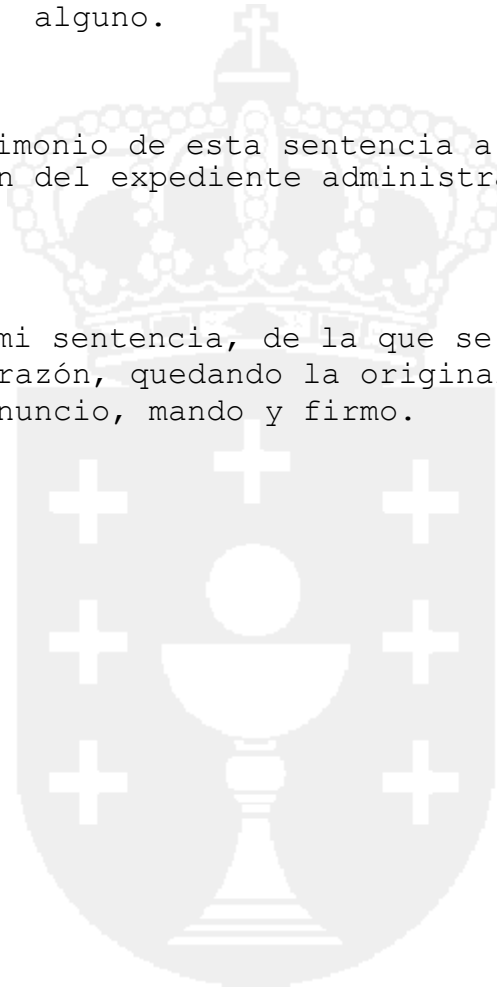 alguno.
imonio de esta sentencia a
n del expediente administra
mi sentencia, de la que se
razón, quedando la origina
nuncio, mando y firmo.